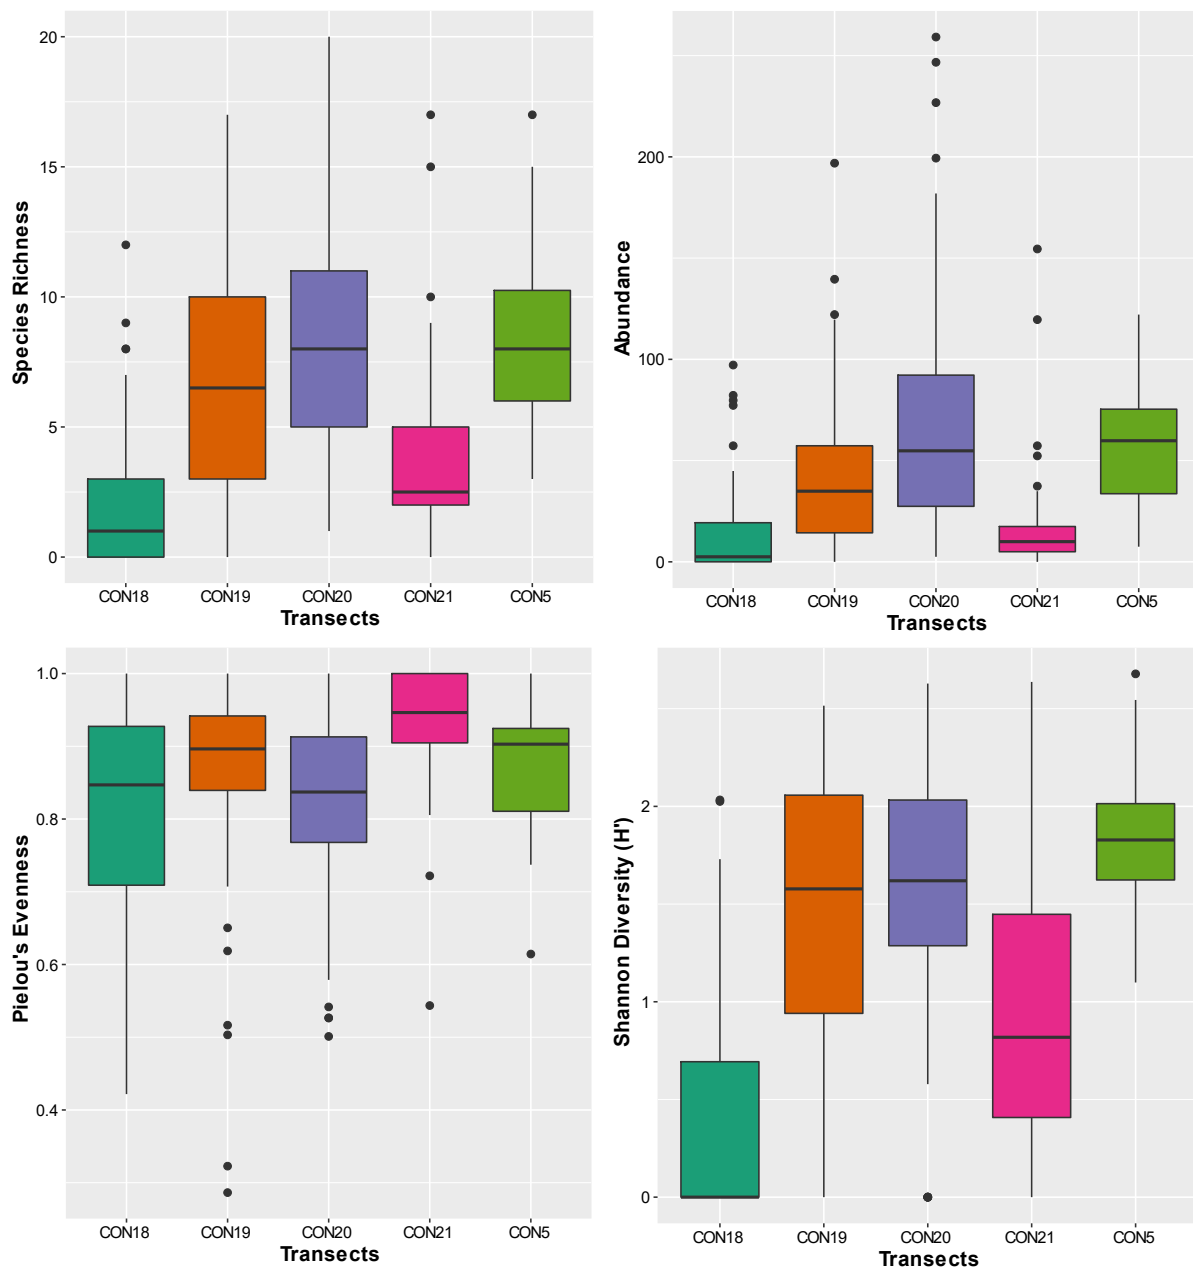 Species Richness
20
15
10
5
0
CON18 CON19 CON20 CON21 CON5
Transects
Abundance
200
100
0
CON18 CON19 CON20 CON21 CON5
Transects
Pielou's Evenness
1.0
0.8
0.6
0.4
CON18 CON19 CON20 CON21 CON5
Transects
Shannon Diversity (H')
2
1
0
CON18 CON19 CON20 CON21 CON5
Transects